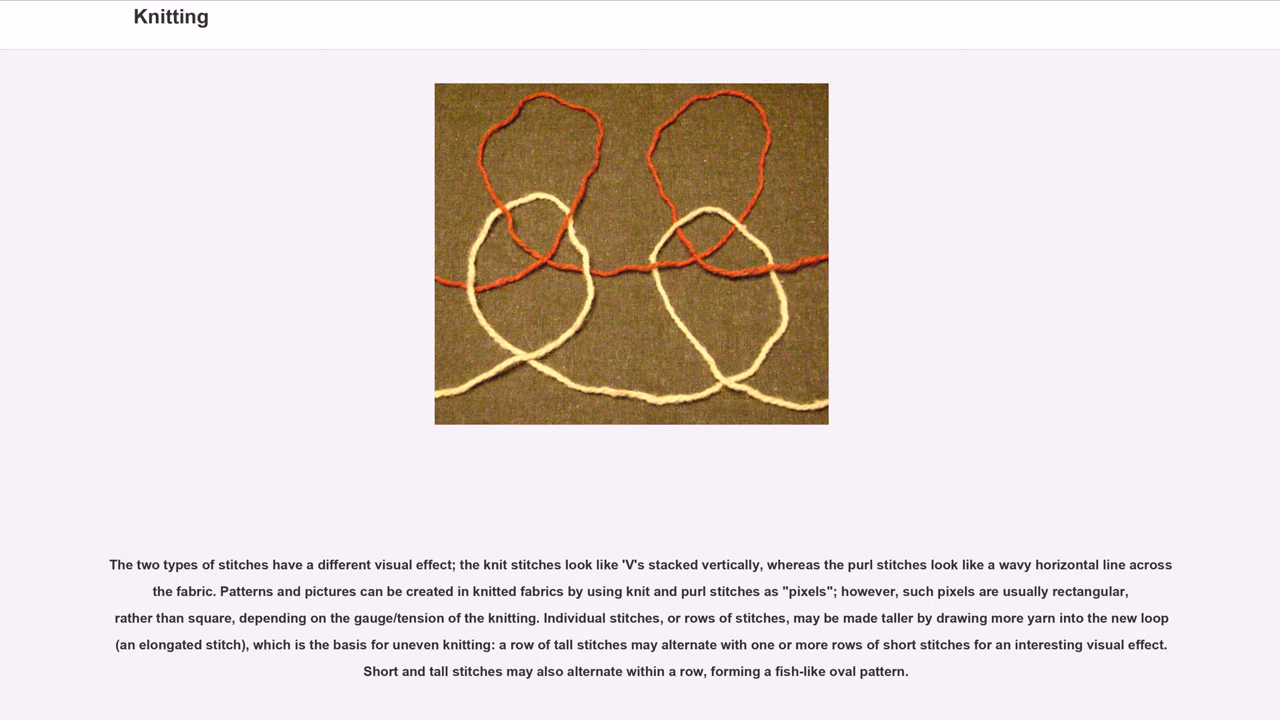 Knitting
The two types of stitches have a different visual effect; the knit stitches look like 'V's stacked vertically, whereas the purl stitches look like a wavy horizontal line across
the fabric. Patterns and pictures can be created in knitted fabrics by using knit and purl stitches as "pixels"; however, such pixels are usually rectangular,
rather than square, depending on the gauge/tension of the knitting. Individual stitches, or rows of stitches, may be made taller by drawing more yarn into the new loop
(an elongated stitch), which is the basis for uneven knitting: a row of tall stitches may alternate with one or more rows of short stitches for an interesting visual effect.
Short and tall stitches may also alternate within a row, forming a fish-like oval pattern.